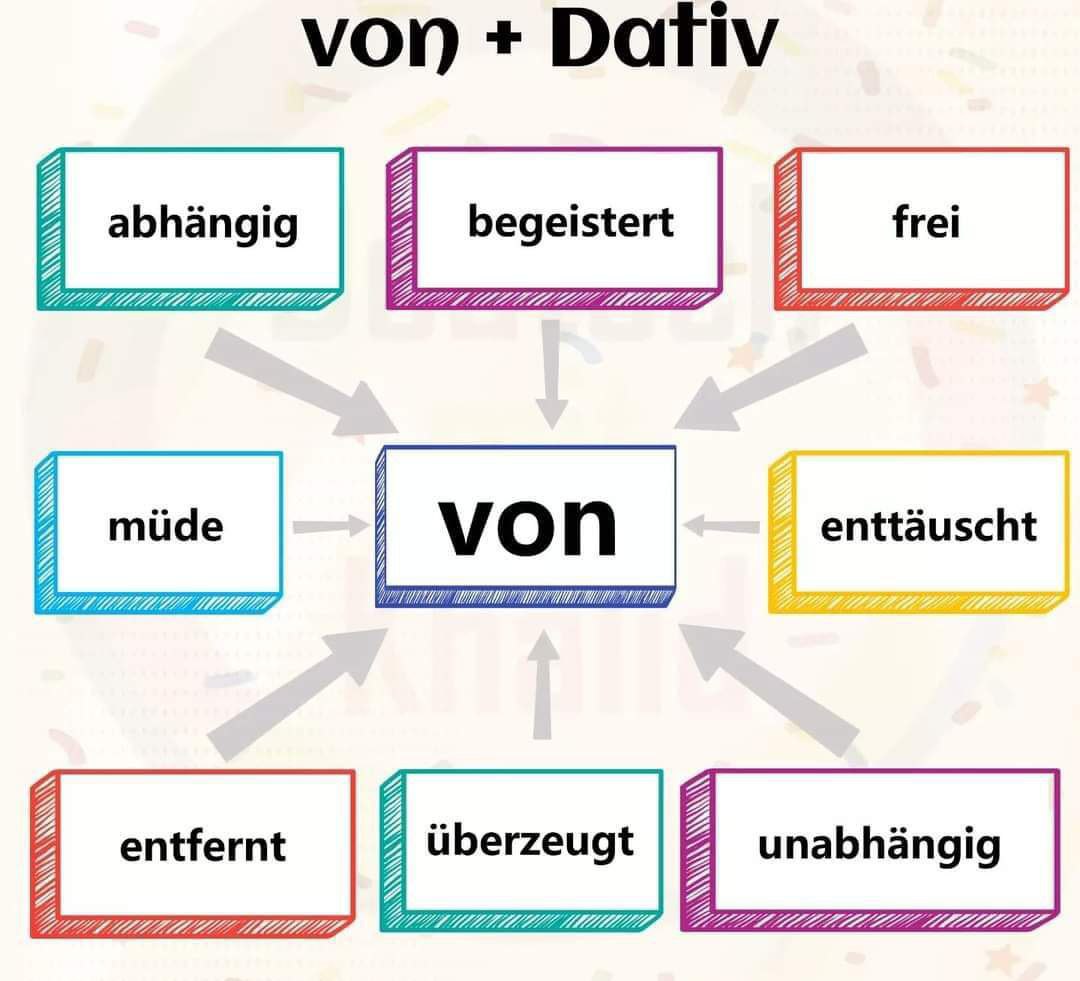 von + Dativ
abhängig
begeistert
frei
müde
von
enttäuscht
entfernt
überzeugt
unabhängig